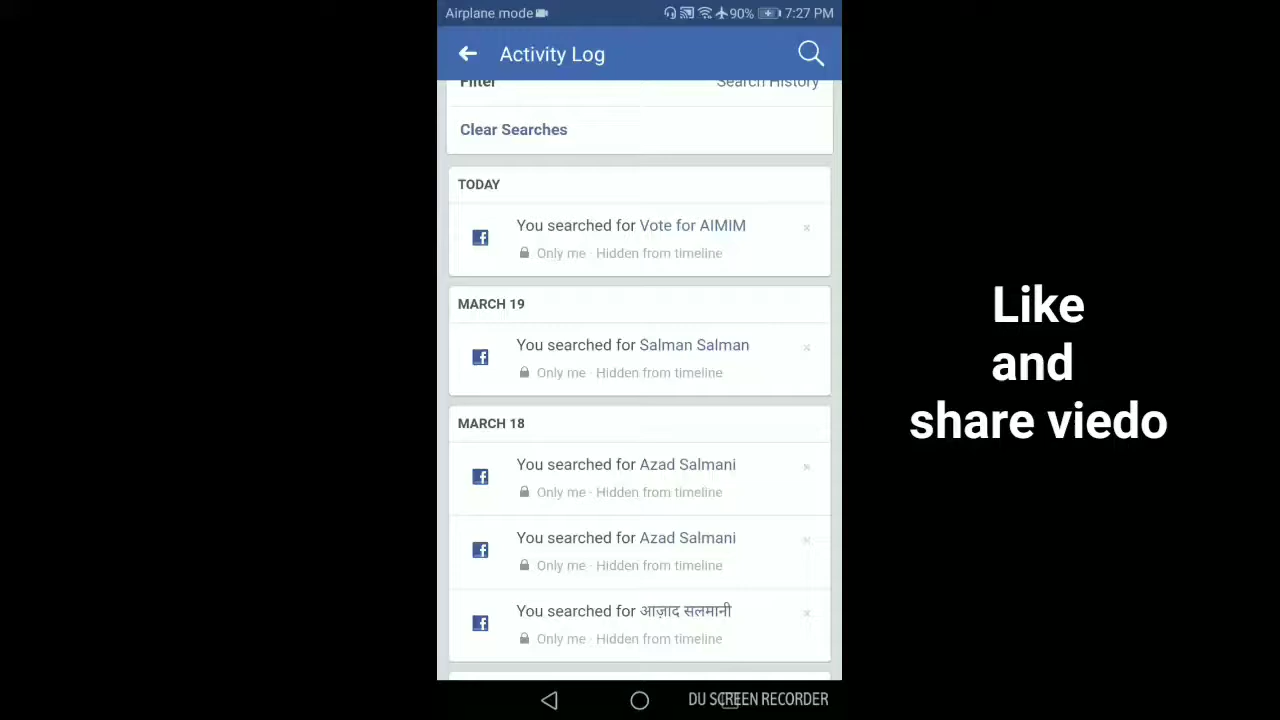 Airplane mode 90% 7:27 PM
Activity Log
Filter Search History
Clear Searches
TODAY
You searched for Vote for AIMIM
Only me · Hidden from timeline
MARCH 19
You searched for Salman Salman
Only me · Hidden from timeline
MARCH 18
You searched for Azad Salmani
Only me · Hidden from timeline
You searched for Azad Salmani
Only me · Hidden from timeline
You searched for आज़ाद सलमानी
Only me · Hidden from timeline
DU SCREEN RECORDER
Like
and
share viedo